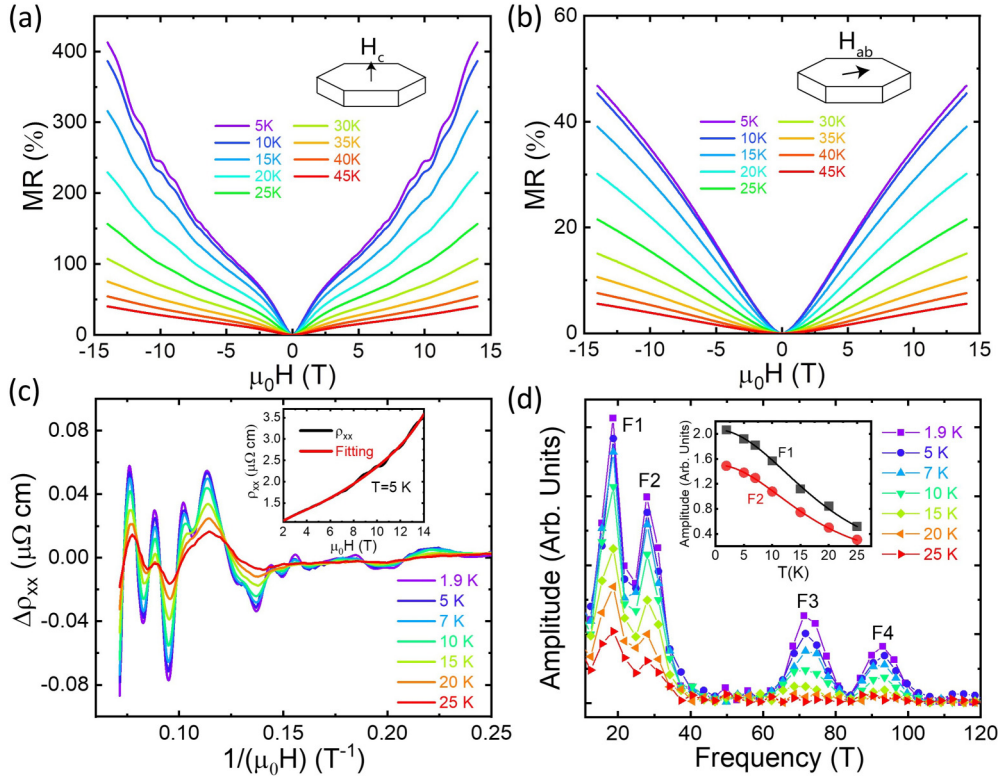 (a)
MR (%)
400
300
200
100
0
H_c
5K
10K
15K
20K
25K
30K
35K
40K
45K
-15 -10 -5 0 5 10 15
μ₀H (T)
(b)
MR (%)
60
40
20
0
H_ab
5K
10K
15K
20K
25K
30K
35K
40K
45K
-15 -10 -5 0 5 10 15
μ₀H (T)
(c)
Δρ_xx (μΩ cm)
0.08
0.04
0.00
-0.04
-0.08
ρ_xx (μΩ cm)
3.5
3.0
2.5
2.0
1.5
ρ_xx
Fitting
T=5 K
2 4 6 8 10 12 14
μ₀H (T)
1.9 K
5 K
7 K
10 K
15 K
20 K
25 K
0.10 0.15 0.20 0.25
1/(μ₀H) (T⁻¹)
(d)
Amplitude (Arb. Units)
F1
F2
F3
F4
Amplitude (Arb. Units)
2.0
1.6
1.2
0.8
0.4
F1
F2
0 5 10 15 20 25
T(K)
1.9 K
5 K
7 K
10 K
15 K
20 K
25 K
20 40 60 80 100 120
Frequency (T)